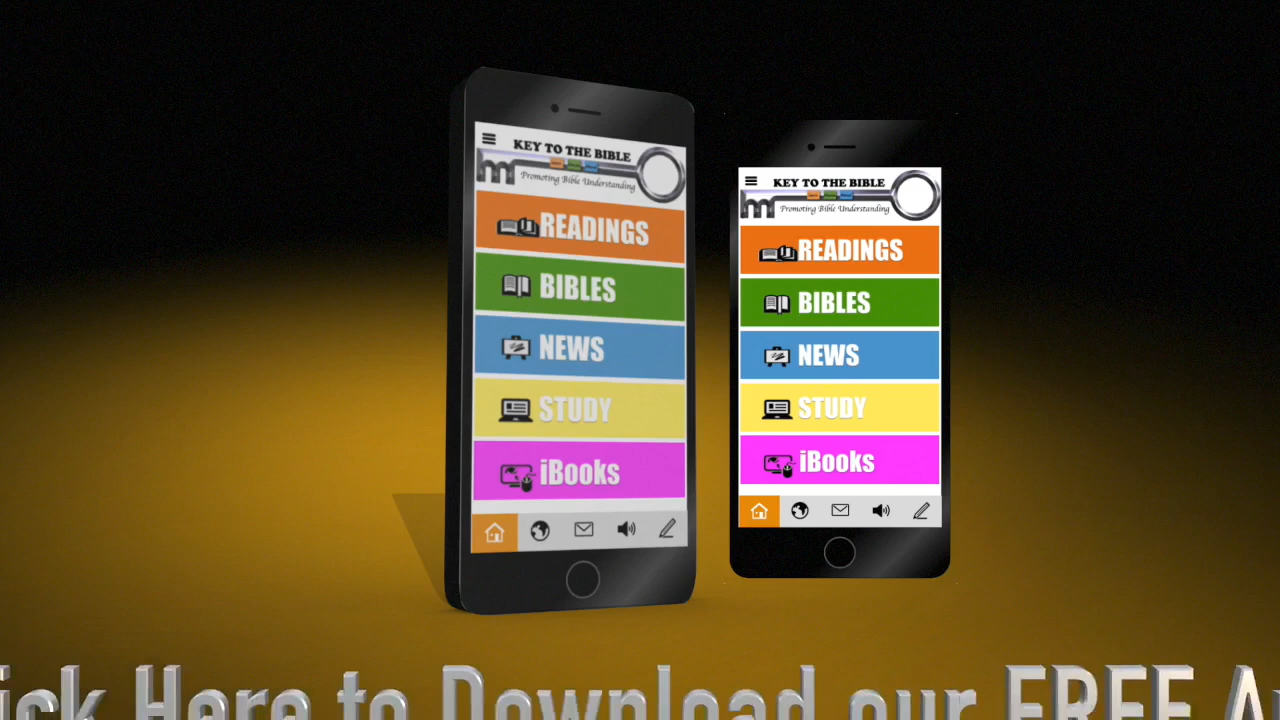 KEY TO THE BIBLE
Promoting Bible Understanding
READINGS
BIBLES
NEWS
STUDY
iBooks
KEY TO THE BIBLE
Promoting Bible Understanding
READINGS
BIBLES
NEWS
STUDY
iBooks
ick Here to Download our FREE A